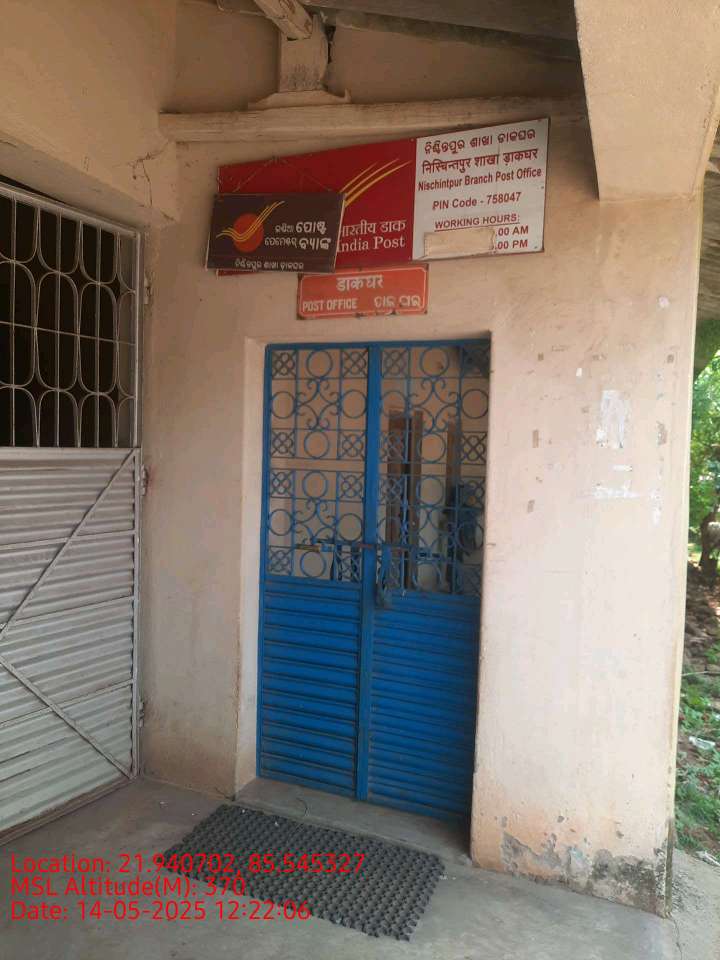 ନିଶ୍ଚିନ୍ତପୁର ଶାଖା ଡାକଘର
निश्चिन्तपुर शाखा ड़ाकघर
Nischintpur Branch Post Office
PIN Code - 758047
WORKING HOURS:
.00 AM
.00 PM
भारतीय डाक
India Post
ଇଣ୍ଡିଆ ପୋଷ୍ଟ
ପେମେଣ୍ଟସ୍ ବ୍ୟାଙ୍କ
ନିଶ୍ଚିନ୍ତପୁର ଶାଖା ଡାକଘର
डाकघर
POST OFFICE ଡାକ ଘର
Location: 21.940702, 85.545327
MSL Altitude(M): 370
Date: 14-05-2025 12:22:06